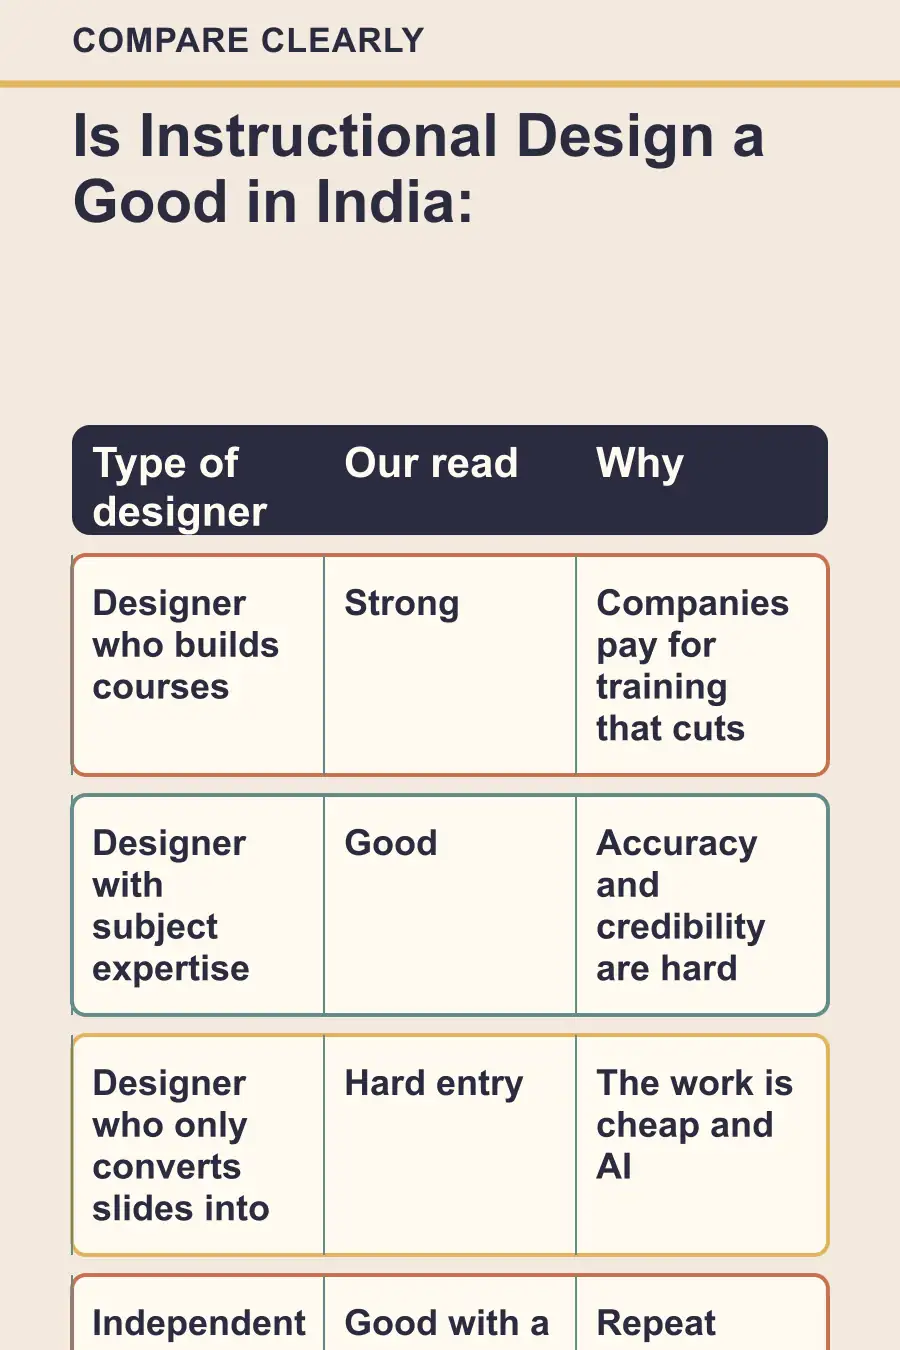 COMPARE CLEARLY
Is Instructional Design a
Good in India:
Type of
designer
Our read
Why
Designer
who builds
courses
Strong
Companies
pay for
training
that cuts
Designer
with
subject
expertise
Good
Accuracy
and
credibility
are hard
Designer
who only
converts
slides into
Hard entry
The work is
cheap and
AI
Independent
Good with a
Repeat